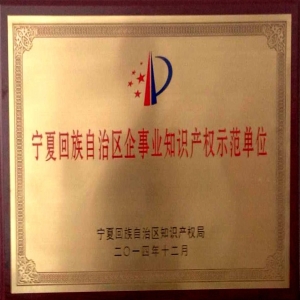 宁夏回族自治区企事业知识产权示范单位
宁夏回族自治区知识产权局
二〇一四年十二月